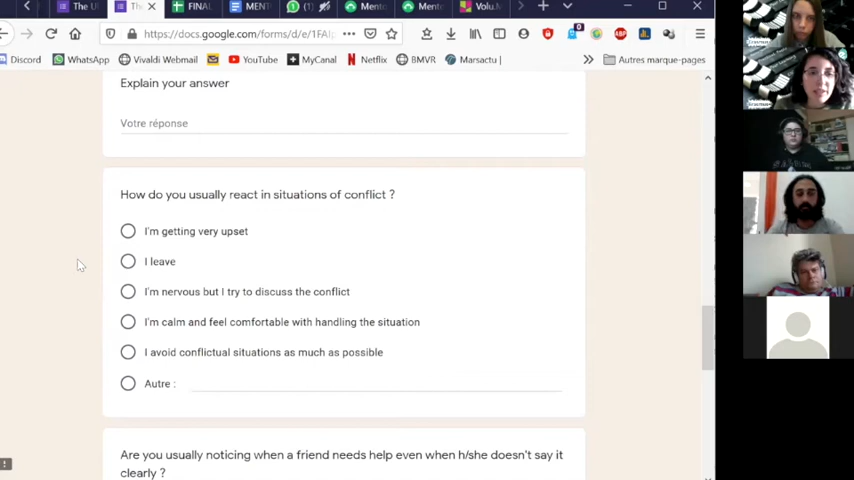 The UR
The
FINAL
MENT
Mento
Mento
Volu.M
https://docs.google.com/forms/d/e/1FAIp
ABP
Discord
WhatsApp
Vivaldi Webmail
YouTube
MyCanal
Netflix
BMVR
Marsactu |
Autres marque-pages
Explain your answer
Votre réponse
How do you usually react in situations of conflict ?
I'm getting very upset
I leave
I'm nervous but I try to discuss the conflict
I'm calm and feel comfortable with handling the situation
I avoid conflictual situations as much as possible
Autre :
Are you usually noticing when a friend needs help even when h/she doesn't say it
clearly ?